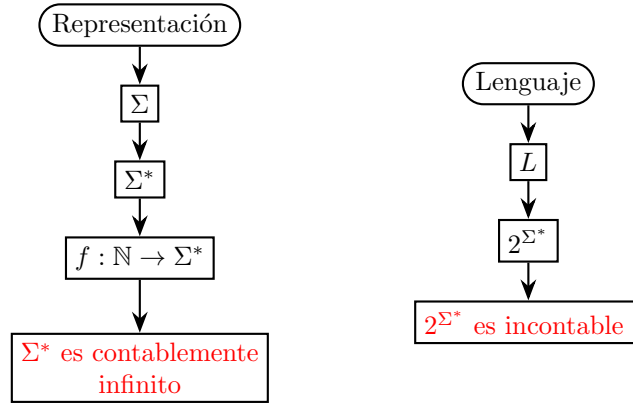 Representación
Σ
Σ*
f : ℕ → Σ*
Σ* es contablemente
infinito
Lenguaje
L
2^{Σ*}
2^{Σ*} es incontable